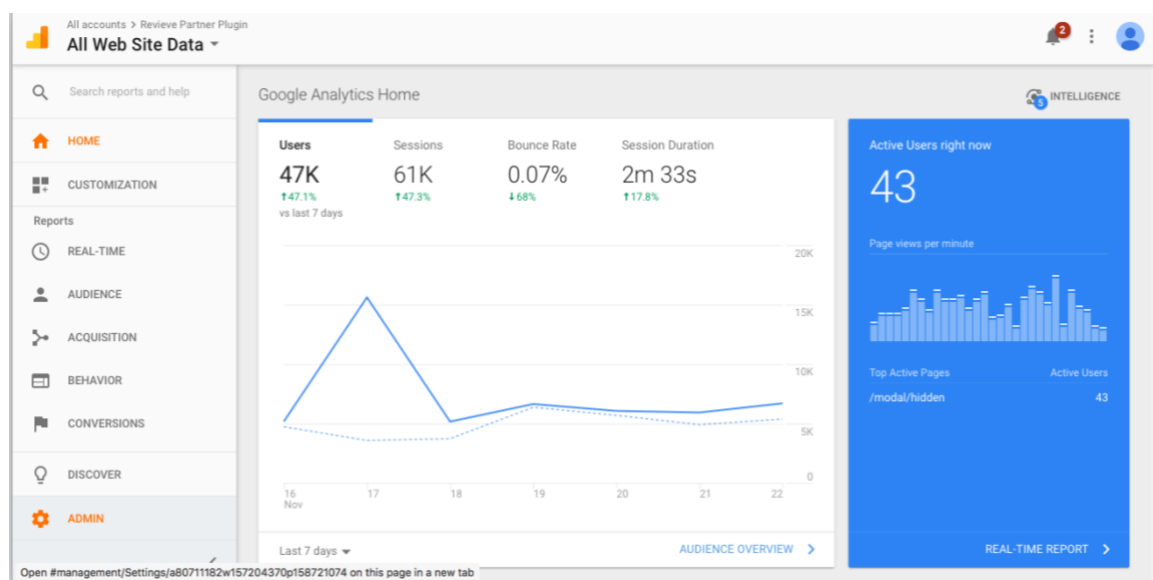 All accounts > Revieve Partner Plugin
All Web Site Data
2
Search reports and help
Google Analytics Home
5 INTELLIGENCE
HOME
CUSTOMIZATION
Reports
REAL-TIME
AUDIENCE
ACQUISITION
BEHAVIOR
CONVERSIONS
DISCOVER
ADMIN
Users Sessions Bounce Rate Session Duration
47K 61K 0.07% 2m 33s
↑47.1% ↑47.3% ↓68% ↑17.8%
vs last 7 days
20K
15K
10K
5K
0
16 17 18 19 20 21 22
Nov
Last 7 days
AUDIENCE OVERVIEW
Active Users right now
43
Page views per minute
Top Active Pages Active Users
/modal/hidden 43
REAL-TIME REPORT
Open #management/Settings/a80711182w157204370p158721074 on this page in a new tab